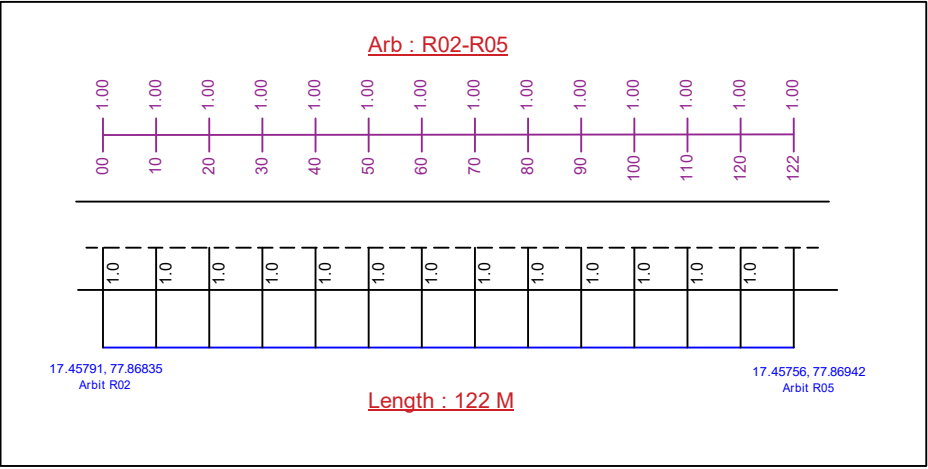 Arb : R02-R05
1.00 1.00 1.00 1.00 1.00 1.00 1.00 1.00 1.00 1.00 1.00 1.00 1.00 1.00
00 10 20 30 40 50 60 70 80 90 100 110 120 122
1.0 1.0 1.0 1.0 1.0 1.0 1.0 1.0 1.0 1.0 1.0 1.0 1.0
17.45791, 77.86835
Arbit R02
17.45756, 77.86942
Arbit R05
Length : 122 M